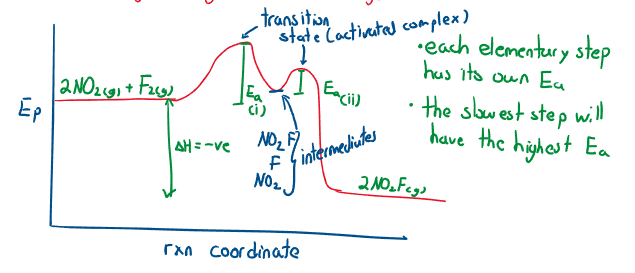 transition
state (activated complex)
• each elementary step
has its own Ea
• the slowest step will
have the highest Ea
2NO₂(g) + F₂(g)
Ep
Ea
(i)
Ea(ii)
ΔH = -ve
NO₂F
F
NO₂
intermediates
2NO₂F(g)
rxn coordinate